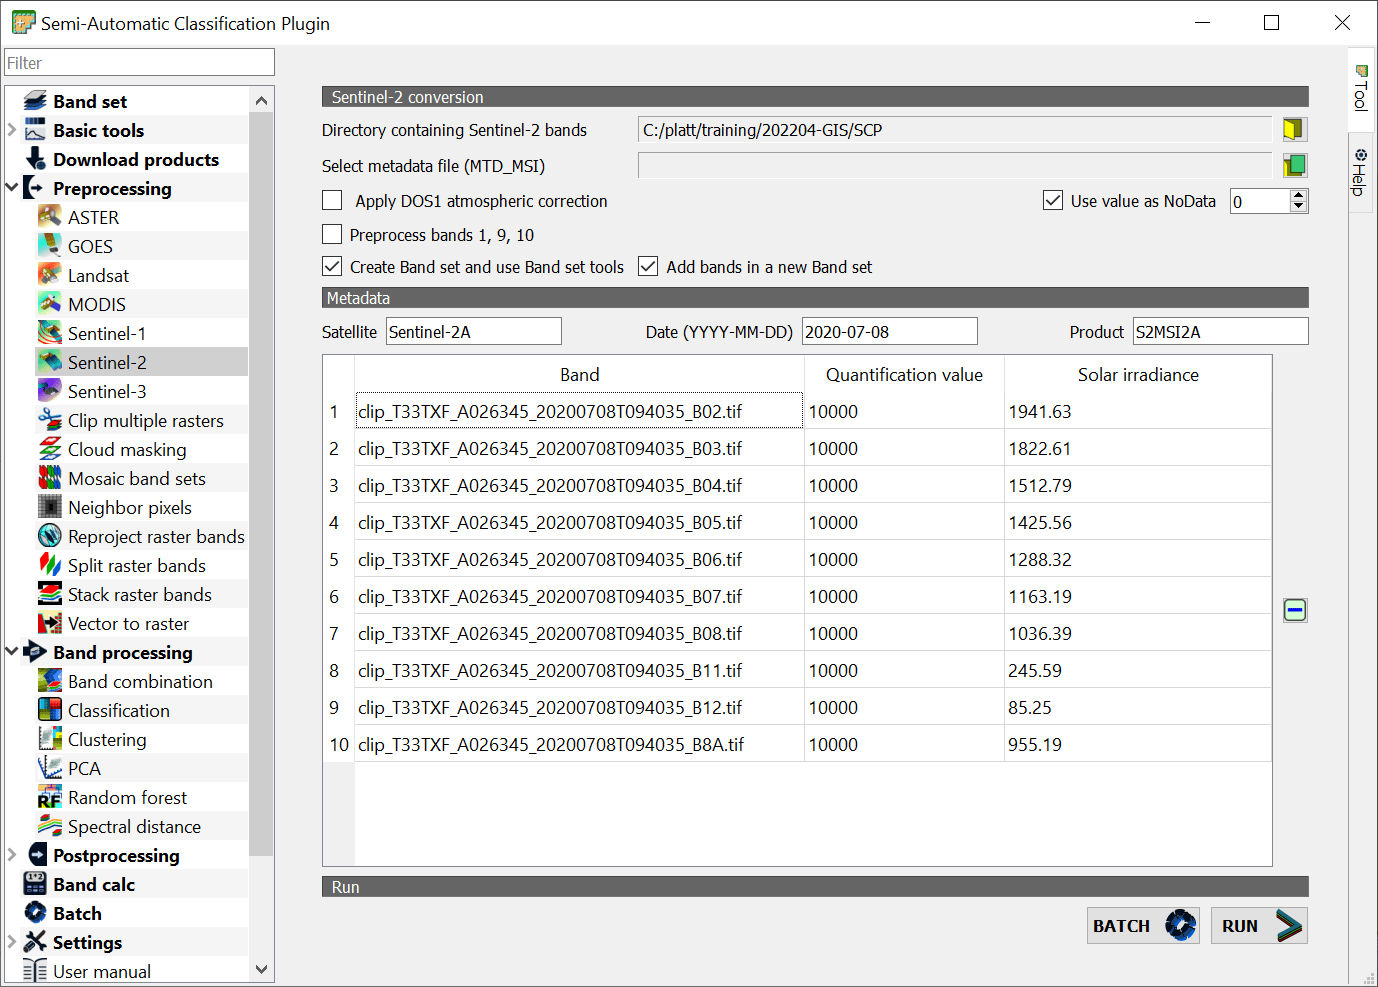 Semi-Automatic Classification Plugin
Filter
Band set
Basic tools
Download products
Preprocessing
ASTER
GOES
Landsat
MODIS
Sentinel-1
Sentinel-2
Sentinel-3
Clip multiple rasters
Cloud masking
Mosaic band sets
Neighbor pixels
Reproject raster bands
Split raster bands
Stack raster bands
Vector to raster
Band processing
Band combination
Classification
Clustering
PCA
RF Random forest
Spectral distance
Postprocessing
Band calc
Batch
Settings
User manual
Sentinel-2 conversion
Directory containing Sentinel-2 bands C:/platt/training/202204-GIS/SCP
Select metadata file (MTD_MSI)
Apply DOS1 atmospheric correction Use value as NoData 0
Preprocess bands 1, 9, 10
Create Band set and use Band set tools Add bands in a new Band set
Metadata
Satellite Sentinel-2A Date (YYYY-MM-DD) 2020-07-08 Product S2MSI2A
Band Quantification value Solar irradiance
1 clip_T33TXF_A026345_20200708T094035_B02.tif 10000 1941.63
2 clip_T33TXF_A026345_20200708T094035_B03.tif 10000 1822.61
3 clip_T33TXF_A026345_20200708T094035_B04.tif 10000 1512.79
4 clip_T33TXF_A026345_20200708T094035_B05.tif 10000 1425.56
5 clip_T33TXF_A026345_20200708T094035_B06.tif 10000 1288.32
6 clip_T33TXF_A026345_20200708T094035_B07.tif 10000 1163.19
7 clip_T33TXF_A026345_20200708T094035_B08.tif 10000 1036.39
8 clip_T33TXF_A026345_20200708T094035_B11.tif 10000 245.59
9 clip_T33TXF_A026345_20200708T094035_B12.tif 10000 85.25
10 clip_T33TXF_A026345_20200708T094035_B8A.tif 10000 955.19
Run
BATCH RUN
Tool
Help